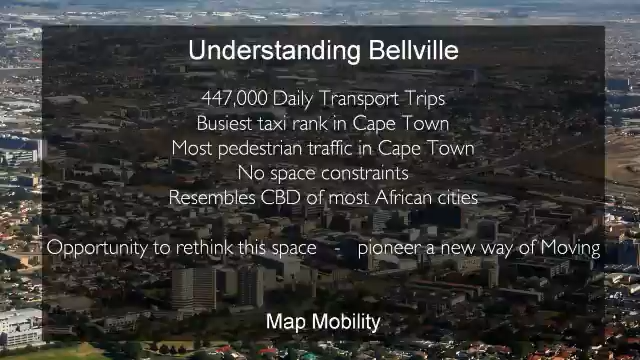 Understanding Bellville
447,000 Daily Transport Trips
Busiest taxi rank in Cape Town
Most pedestrian traffic in Cape Town
No space constraints
Resembles CBD of most African cities
Opportunity to rethink this space - pioneer a new way of Moving
Map Mobility